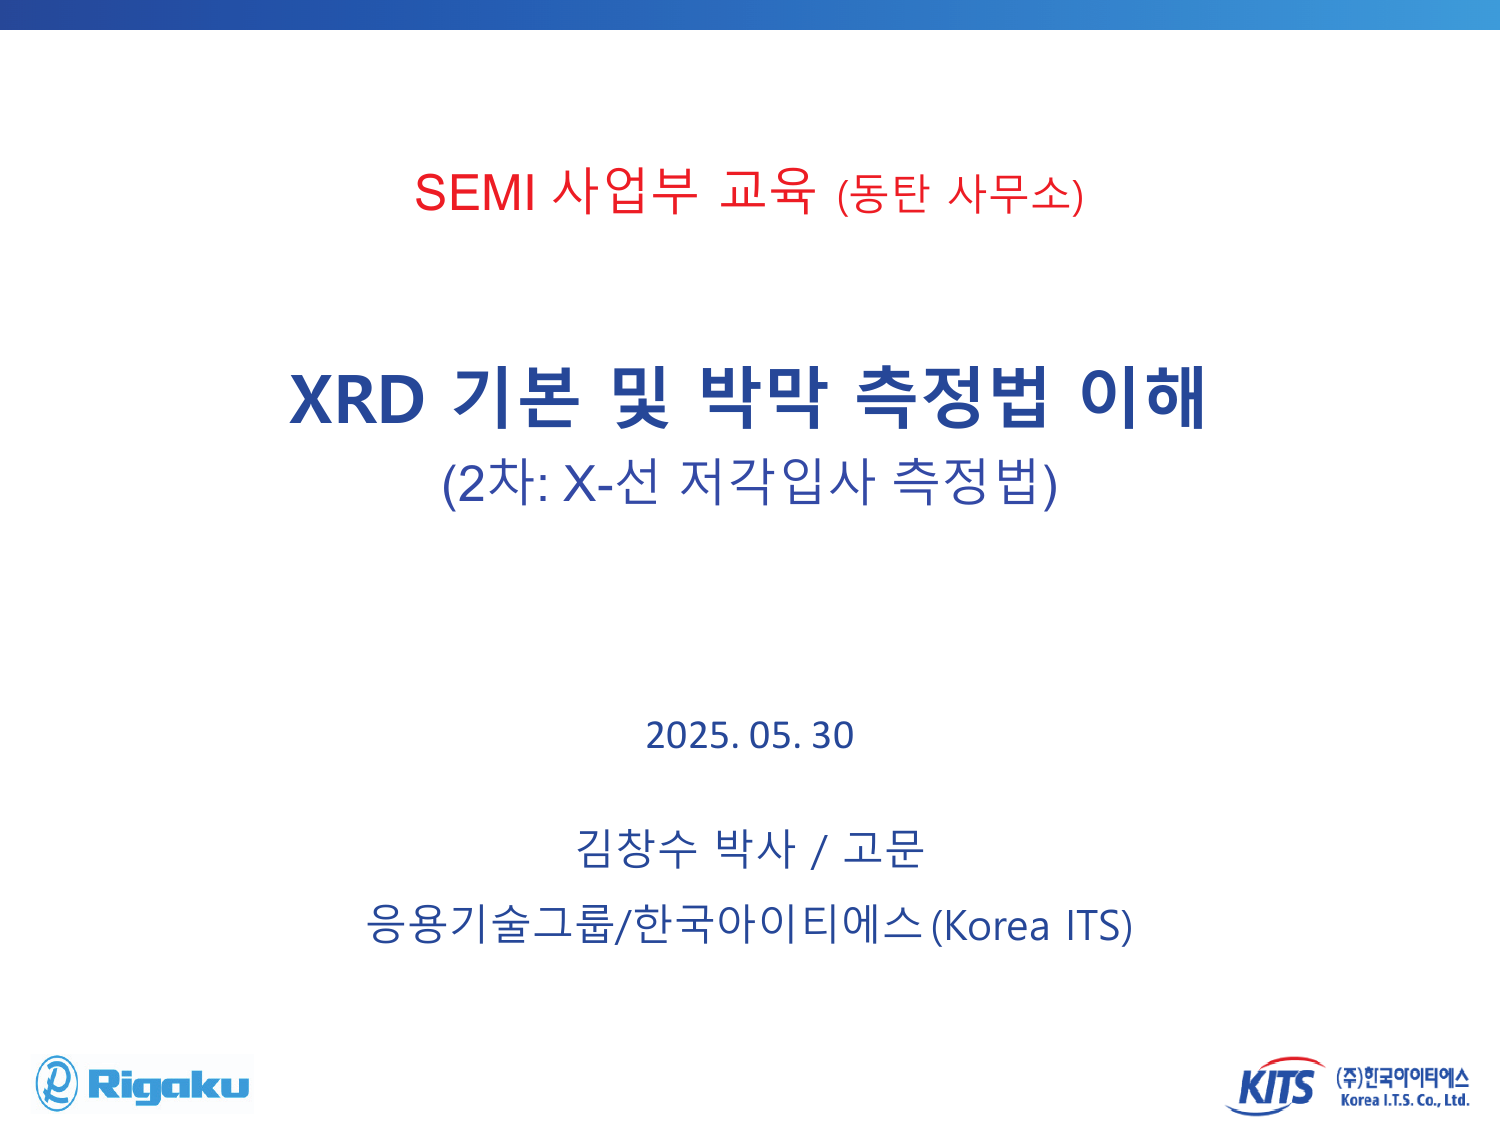 SEMI 사업부 교육 (동탄 사무소)
XRD 기본 및 박막 측정법 이해
(2차: X-선 저각입사 측정법)
2025. 05. 30
김창수 박사 / 고문
응용기술그룹/한국아이티에스(Korea ITS)
Rigaku
KITS (주)한국아이티에스
Korea I.T.S. Co., Ltd.